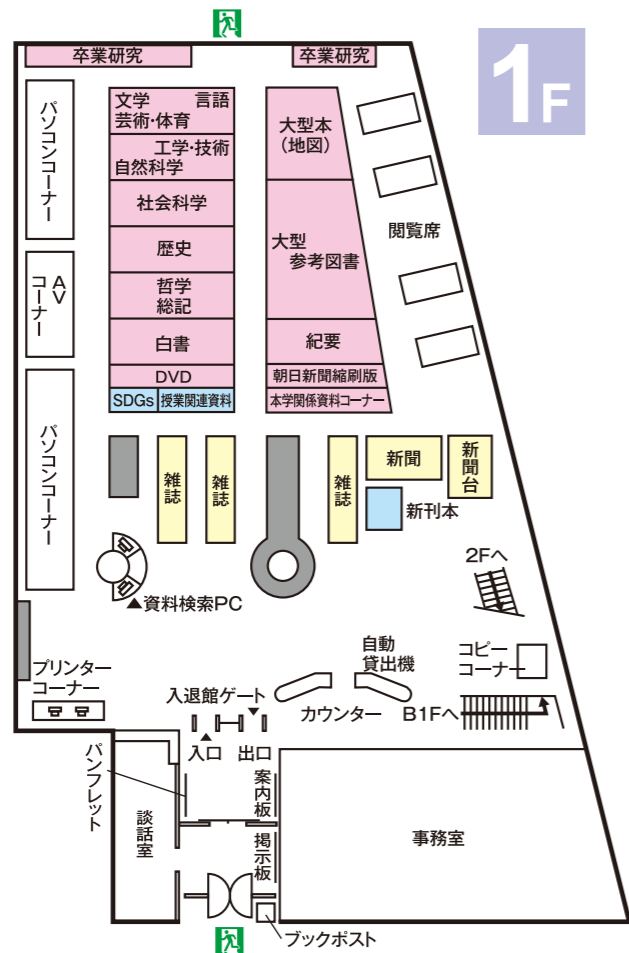 1F
卒業研究
卒業研究
パソコンコーナー
文学 言語
芸術・体育
工学・技術
自然科学
社会科学
歴史
哲学
総記
白書
DVD
SDGs
授業関連資料
大型本
(地図)
大型
参考図書
紀要
朝日新聞縮刷版
本学関係資料コーナー
閲覧席
AV
コーナー
パソコンコーナー
雑誌
雑誌
雑誌
新聞
新聞台
新刊本
▲資料検索PC
2Fへ
プリンター
コーナー
入退館ゲート
自動
貸出機
カウンター
コピー
コーナー
B1Fへ
入口
出口
パンフレット
案内板
談話室
掲示板
事務室
ブックポスト